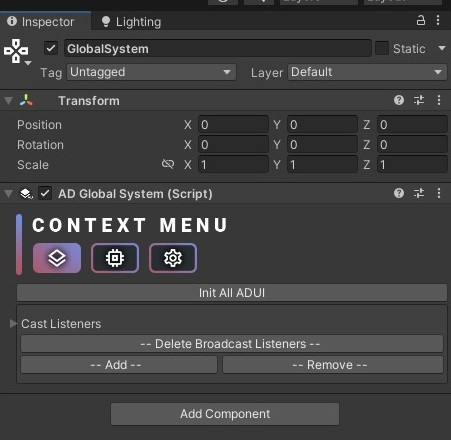 Inspector Lighting
GlobalSystem Static
Tag Untagged Layer Default
Transform
Position X 0 Y 0 Z 0
Rotation X 0 Y 0 Z 0
Scale X 1 Y 1 Z 1
AD Global System (Script)
CONTEXT MENU
Init All ADUI
Cast Listeners
-- Delete Broadcast Listeners --
-- Add -- -- Remove --
Add Component